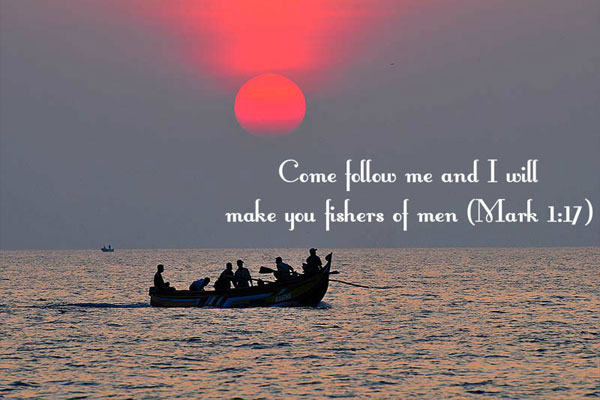 Come follow me and I will
make you fishers of men (Mark 1:17)